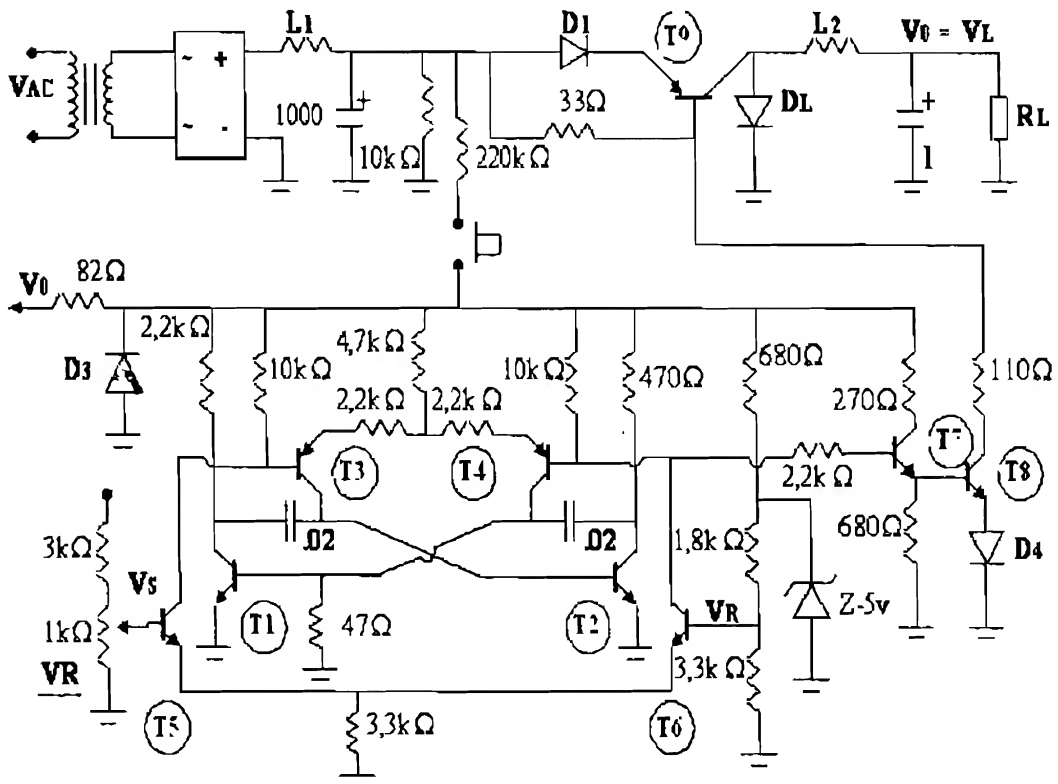 L1
D1
T9
L2
V0 = VL
VAC
~ +
~ -
1000
+
10kΩ
220kΩ
33Ω
DL
+
1
RL
V0
82Ω
2,2kΩ
D3
10kΩ
4,7kΩ
2,2kΩ
2,2kΩ
10kΩ
470Ω
680Ω
270Ω
110Ω
T3
T4
T7
T8
2,2kΩ
.02
.02
1,8kΩ
680Ω
D4
3kΩ
VS
1kΩ
VR
T1
47Ω
T2
VR
Z-5v
3,3kΩ
T5
3,3kΩ
T6